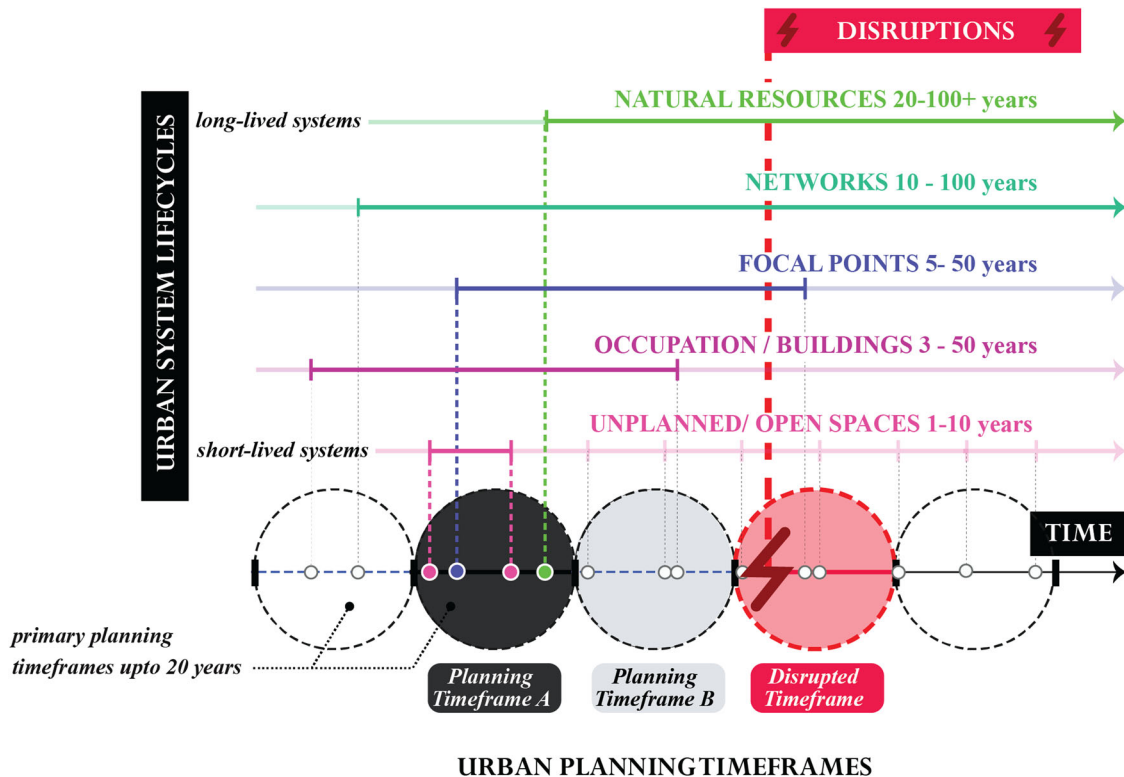 DISRUPTIONS
URBAN SYSTEM LIFECYCLES
long-lived systems
NATURAL RESOURCES 20-100+ years
NETWORKS 10 - 100 years
FOCAL POINTS 5- 50 years
OCCUPATION / BUILDINGS 3 - 50 years
UNPLANNED/ OPEN SPACES 1-10 years
short-lived systems
TIME
primary planning
timeframes upto 20 years
Planning
Timeframe A
Planning
Timeframe B
Disrupted
Timeframe
URBAN PLANNING TIMEFRAMES